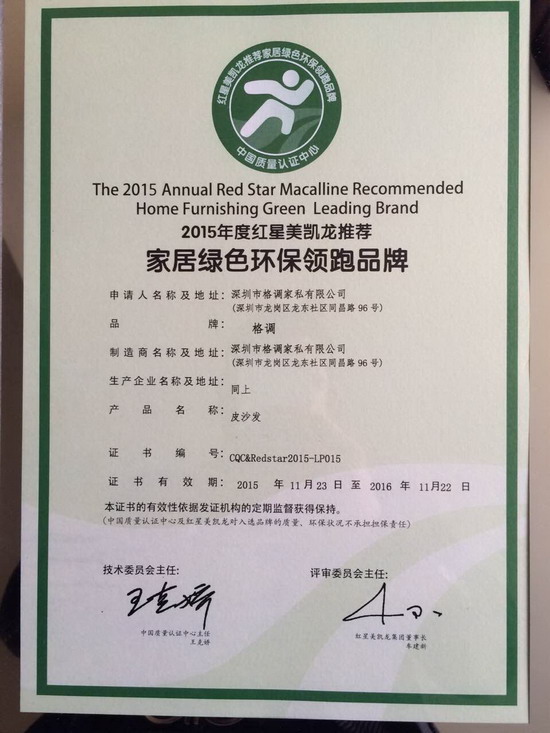 红星美凯龙推荐家居绿色环保领跑品牌
中国质量认证中心
The 2015 Annual Red Star Macalline Recommended
Home Furnishing Green Leading Brand
2015年度红星美凯龙推荐
家居绿色环保领跑品牌
申请人名称及地址: 深圳市格调家私有限公司
(深圳市龙岗区龙东社区同昌路96号)
品牌: 格调
制造商名称及地址: 深圳市格调家私有限公司
(深圳市龙岗区龙东社区同昌路96号)
生产企业名称及地址: 同上
产品名称: 皮沙发
证书编号: CQC&Redstar2015-LP015
证书有效期: 2015 年 11月 23日 至 2016 年 11月 22 日
本证书的有效性依据发证机构的定期监督获得保持。
(中国质量认证中心及红星美凯龙对入选品牌的质量、环保状况不承担担保责任)
技术委员会主任: 评审委员会主任:
王克娇
中国质量认证中心主任 红星美凯龙集团董事长
王克娇 车建新